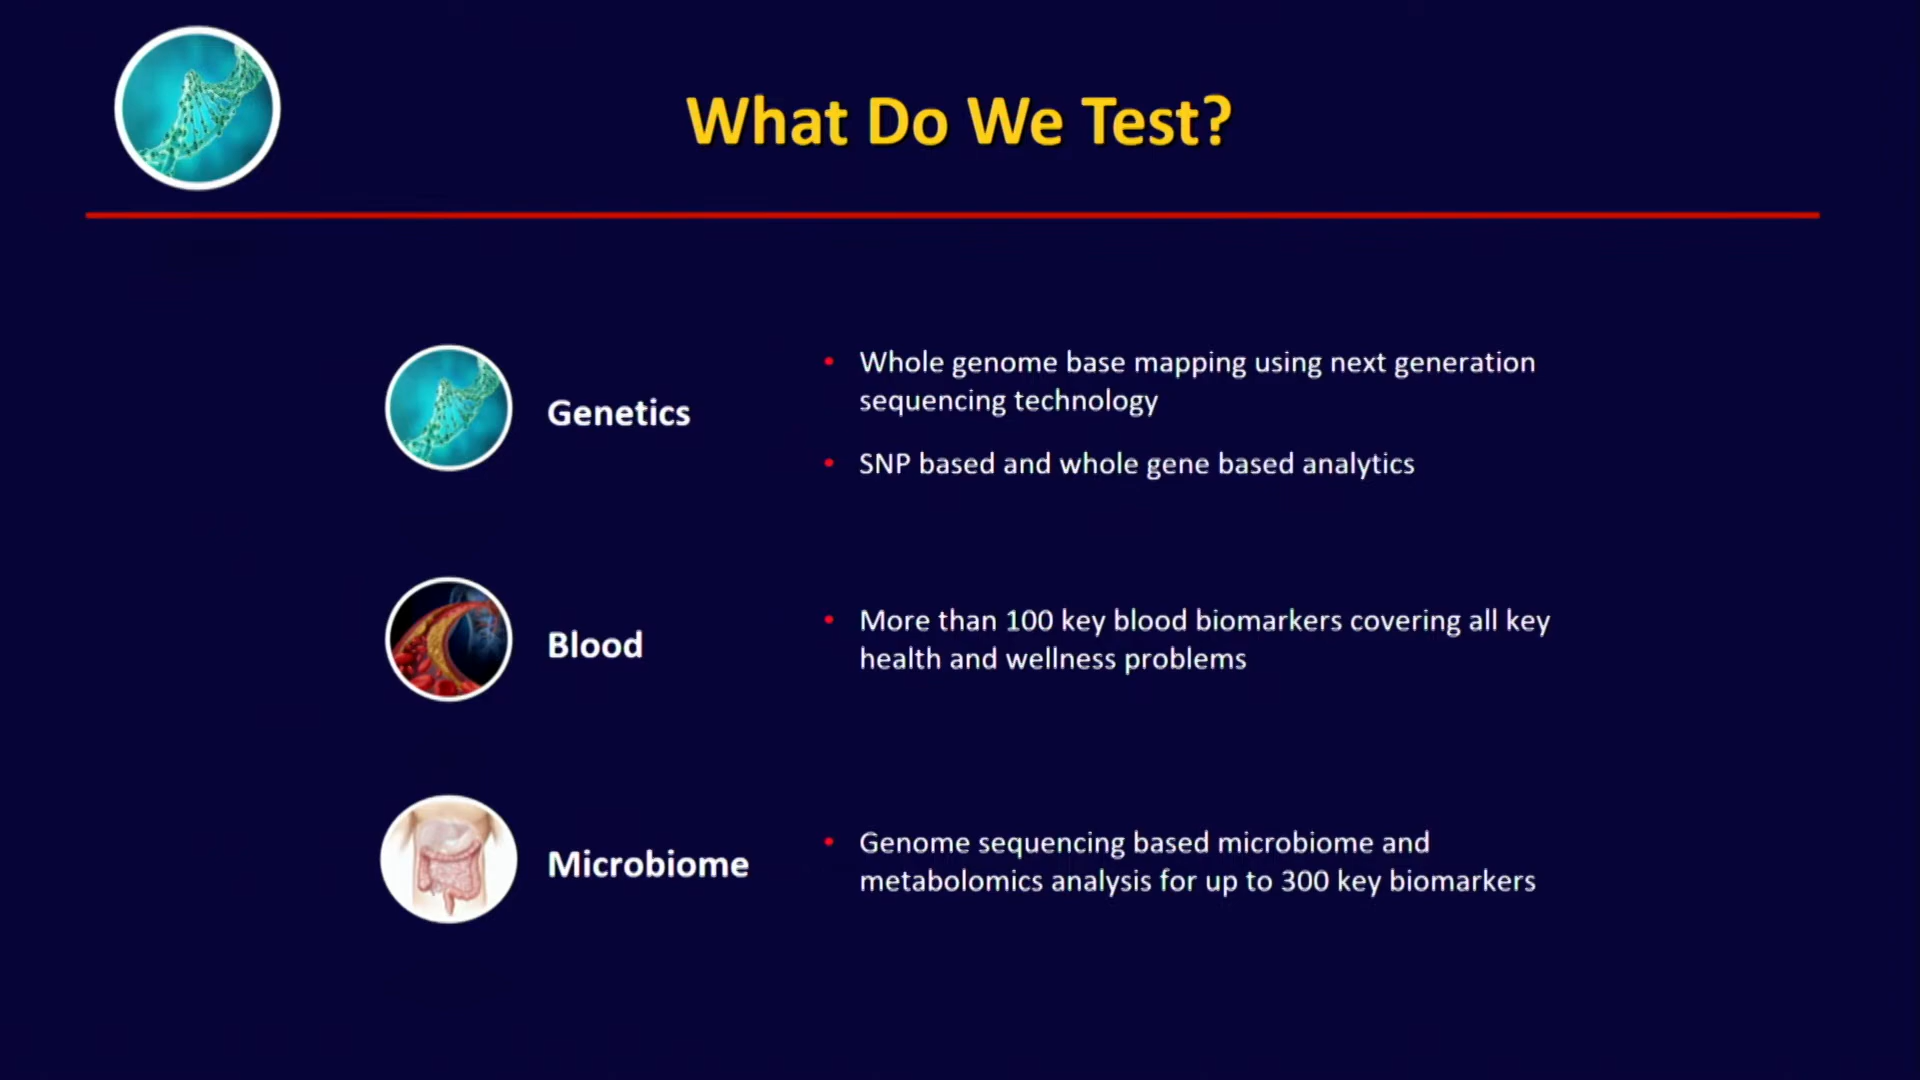 What Do We Test?
Genetics
• Whole genome base mapping using next generation
sequencing technology
• SNP based and whole gene based analytics
Blood
• More than 100 key blood biomarkers covering all key
health and wellness problems
Microbiome
• Genome sequencing based microbiome and
metabolomics analysis for up to 300 key biomarkers